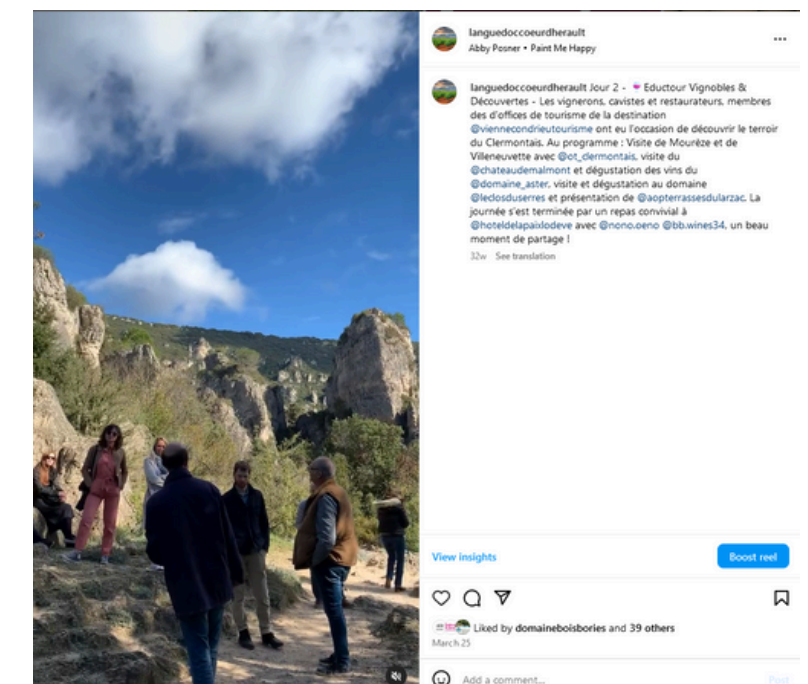 languedoccoeurdherault
Abby Posner • Paint Me Happy
languedoccoeurdherault Jour 2 - 🍷 Eductour Vignobles &
Découvertes - Les vignerons, cavistes et restaurateurs, membres
des d'offices de tourisme de la destination
@viennecondrieutourisme ont eu l'occasion de découvrir le terroir
du Clermontais. Au programme : Visite de Mourèze et de
Villeneuvette avec @ot_clermontais, visite du
@chateaudemalmont et dégustation des vins du
@domaine_aster, visite et dégustation au domaine
@leclosduserres et présentation de @aopterrassesdularzac. La
journée s'est terminée par un repas convivial à
@hoteldelapaixlodeve avec @nono.oeno @bb.wines34, un beau
moment de partage !
32w See translation
View insights
Boost reel
Liked by domaineboisbories and 39 others
March 25
Add a comment...
Post